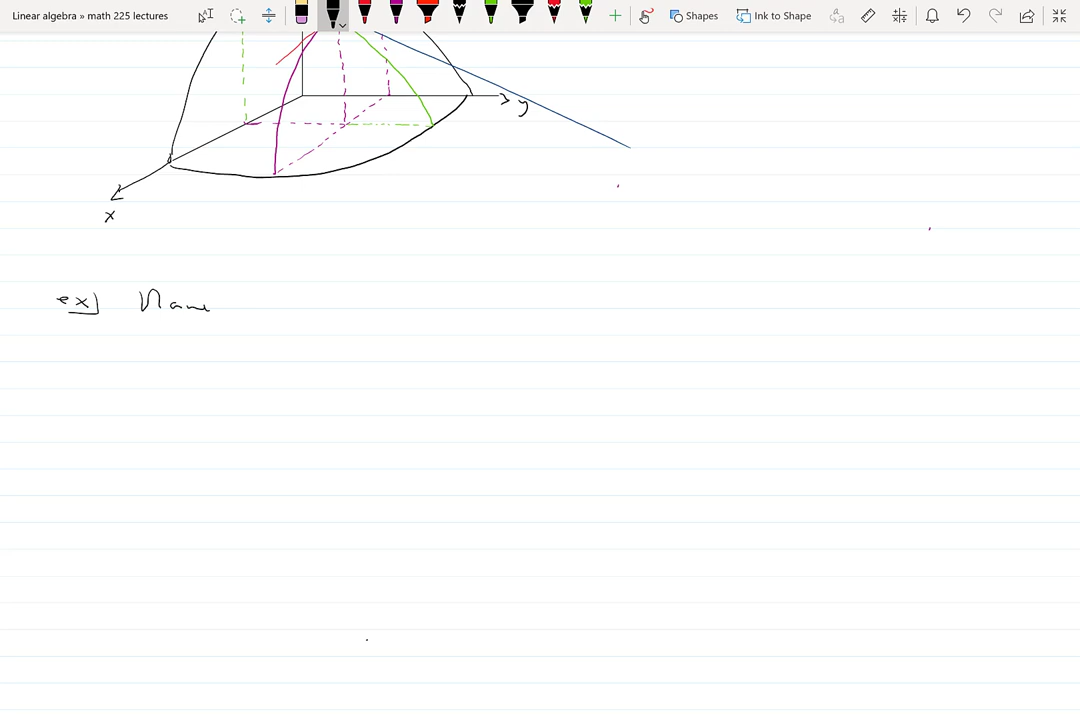 Linear algebra » math 225 lectures
Shapes
Ink to Shape
y
x
ex) Name